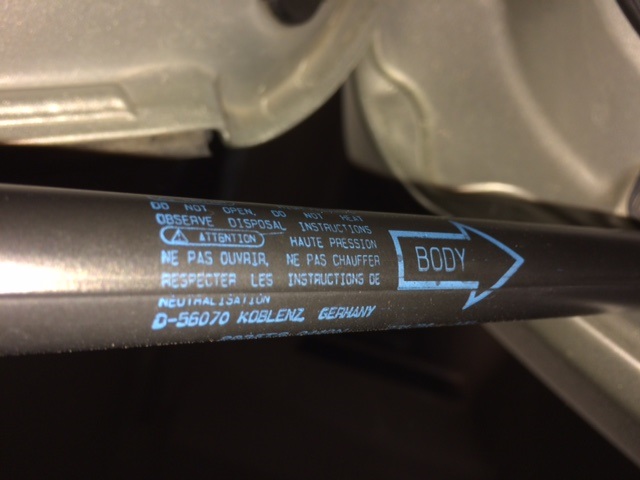 DO NOT OPEN, DO NOT HEAT
OBSERVE DISPOSAL INSTRUCTIONS
ATTENTION HAUTE PRESSION
NE PAS OUVRIR, NE PAS CHAUFFER
RESPECTER LES INSTRUCTIONS DE
NEUTRALISATION
D-56070 KOBLENZ, GERMANY
BODY